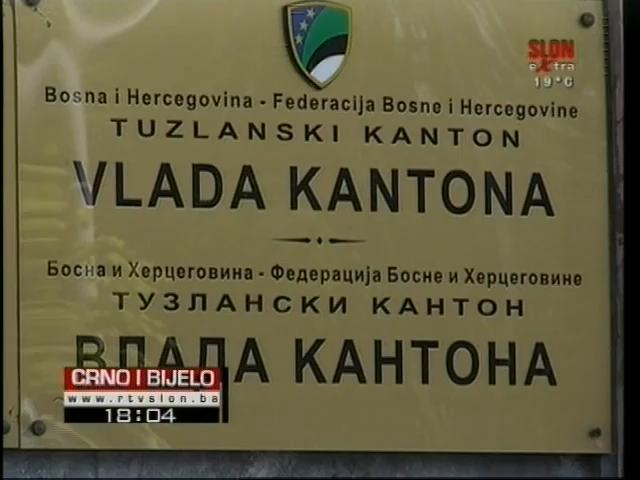 SLON
extra
19°C
Bosna i Hercegovina - Federacija Bosne i Hercegovine
TUZLANSKI KANTON
VLADA KANTONA
Босна и Херцеговина - Федерација Босне и Херцеговине
ТУЗЛАНСКИ КАНТОН
ВЛАДА КАНТОНА
CRNO I BIJELO
www.rtvslon.ba
18:04